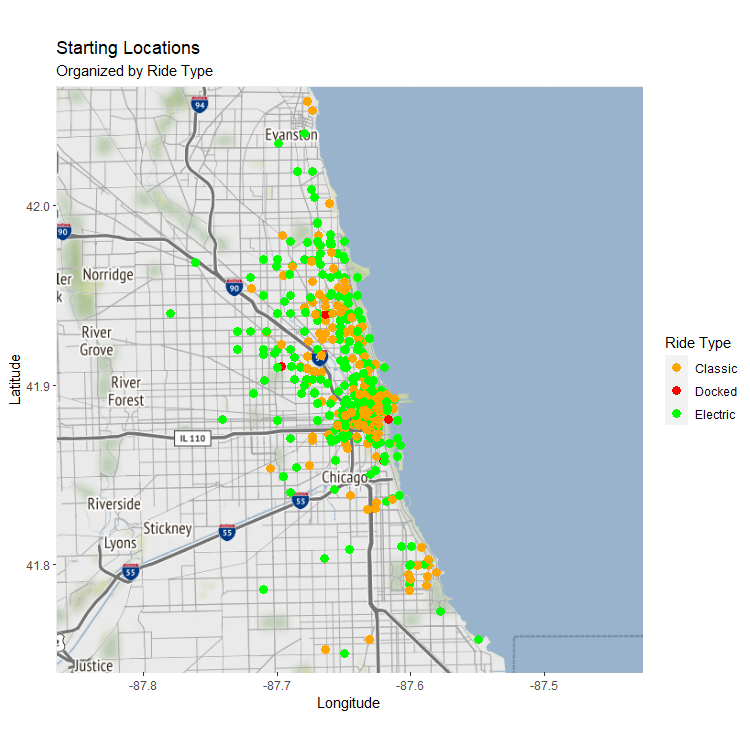 Starting Locations
Organized by Ride Type
94
Evanston
42.0
90
Norridge
ler
k
90
River
Grove
41.9
River
Forest
IL 110
Chicago
55
Riverside
Stickney
Lyons
55
41.8
55
Justice
-87.8
-87.7
-87.6
-87.5
Longitude
Latitude
Ride Type
Classic
Docked
Electric